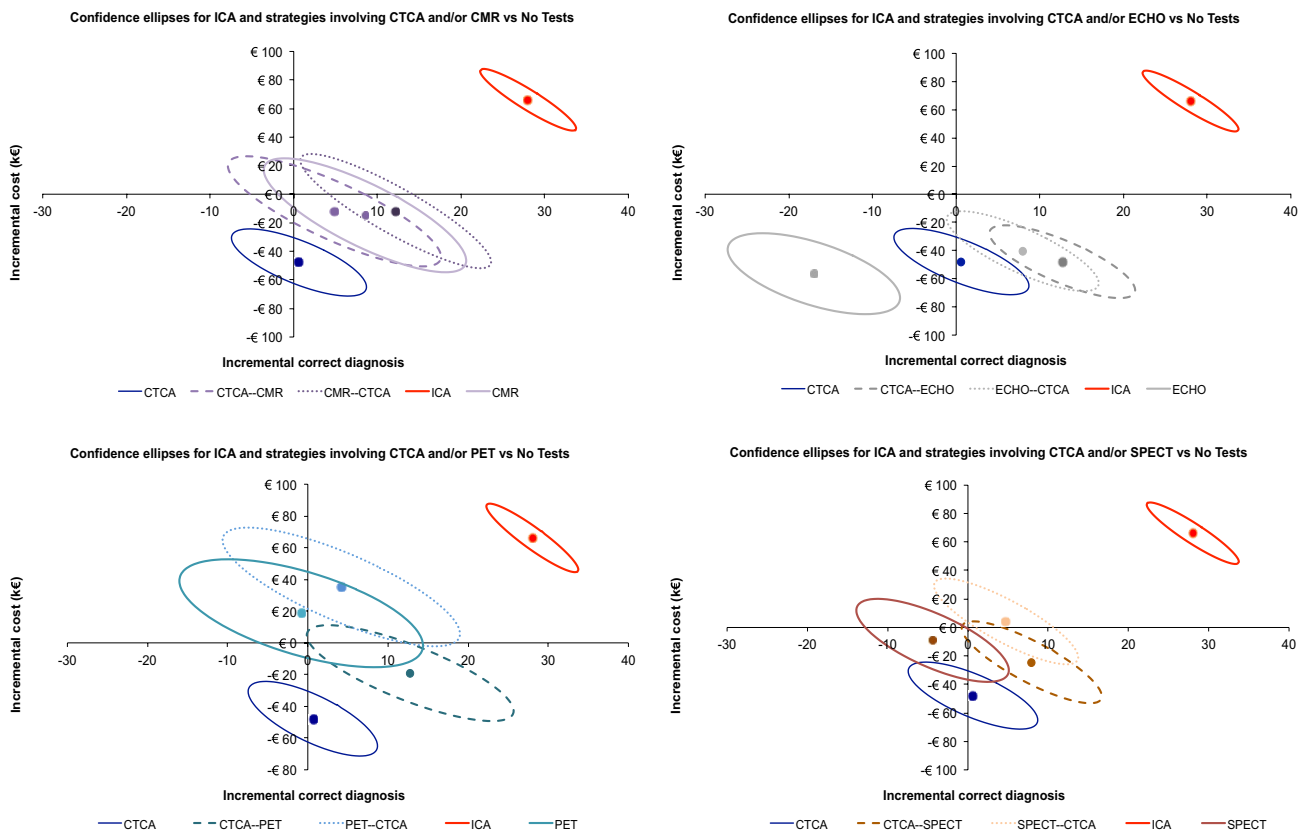 Confidence ellipses for ICA and strategies involving CTCA and/or CMR vs No Tests
€ 100
€ 80
€ 60
€ 40
€ 20
€ 0
-€ 20
-€ 40
-€ 60
-€ 80
-€ 100
-30 -20 -10 0 10 20 30 40
Incremental cost (k€)
Incremental correct diagnosis
CTCA CTCA--CMR CMR--CTCA ICA CMR
Confidence ellipses for ICA and strategies involving CTCA and/or ECHO vs No Tests
€ 100
€ 80
€ 60
€ 40
€ 20
€ 0
-€ 20
-€ 40
-€ 60
-€ 80
-€ 100
-30 -20 -10 0 10 20 30 40
Incremental cost (k€)
Incremental correct diagnosis
CTCA CTCA--ECHO ECHO--CTCA ICA ECHO
Confidence ellipses for ICA and strategies involving CTCA and/or PET vs No Tests
€ 100
€ 80
€ 60
€ 40
€ 20
€ 0
-€ 20
-€ 40
-€ 60
-€ 80
-30 -20 -10 0 10 20 30 40
Incremental cost (k€)
Incremental correct diagnosis
CTCA CTCA--PET PET--CTCA ICA PET
Confidence ellipses for ICA and strategies involving CTCA and/or SPECT vs No Tests
€ 100
€ 80
€ 60
€ 40
€ 20
€ 0
-€ 20
-€ 40
-€ 60
-€ 80
-€ 100
-30 -20 -10 0 10 20 30 40
Incremental cost (k€)
Incremental correct diagnosis
CTCA CTCA--SPECT SPECT--CTCA ICA SPECT